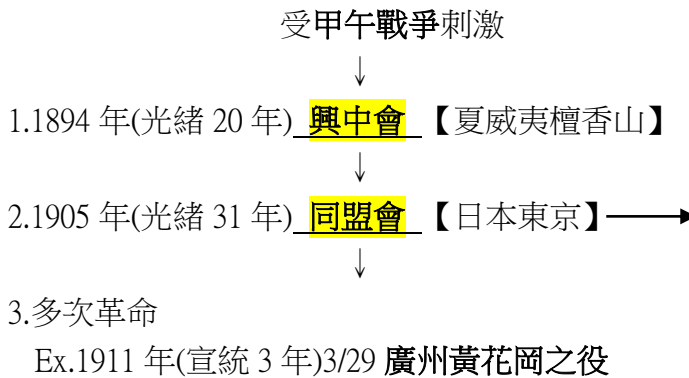 受甲午戰爭刺激
↓
1.1894 年(光緒 20 年) 興中會 【夏威夷檀香山】
↓
2.1905 年(光緒 31 年) 同盟會 【日本東京】
↓
3.多次革命
Ex.1911 年(宣統 3 年)3/29 廣州黃花岡之役